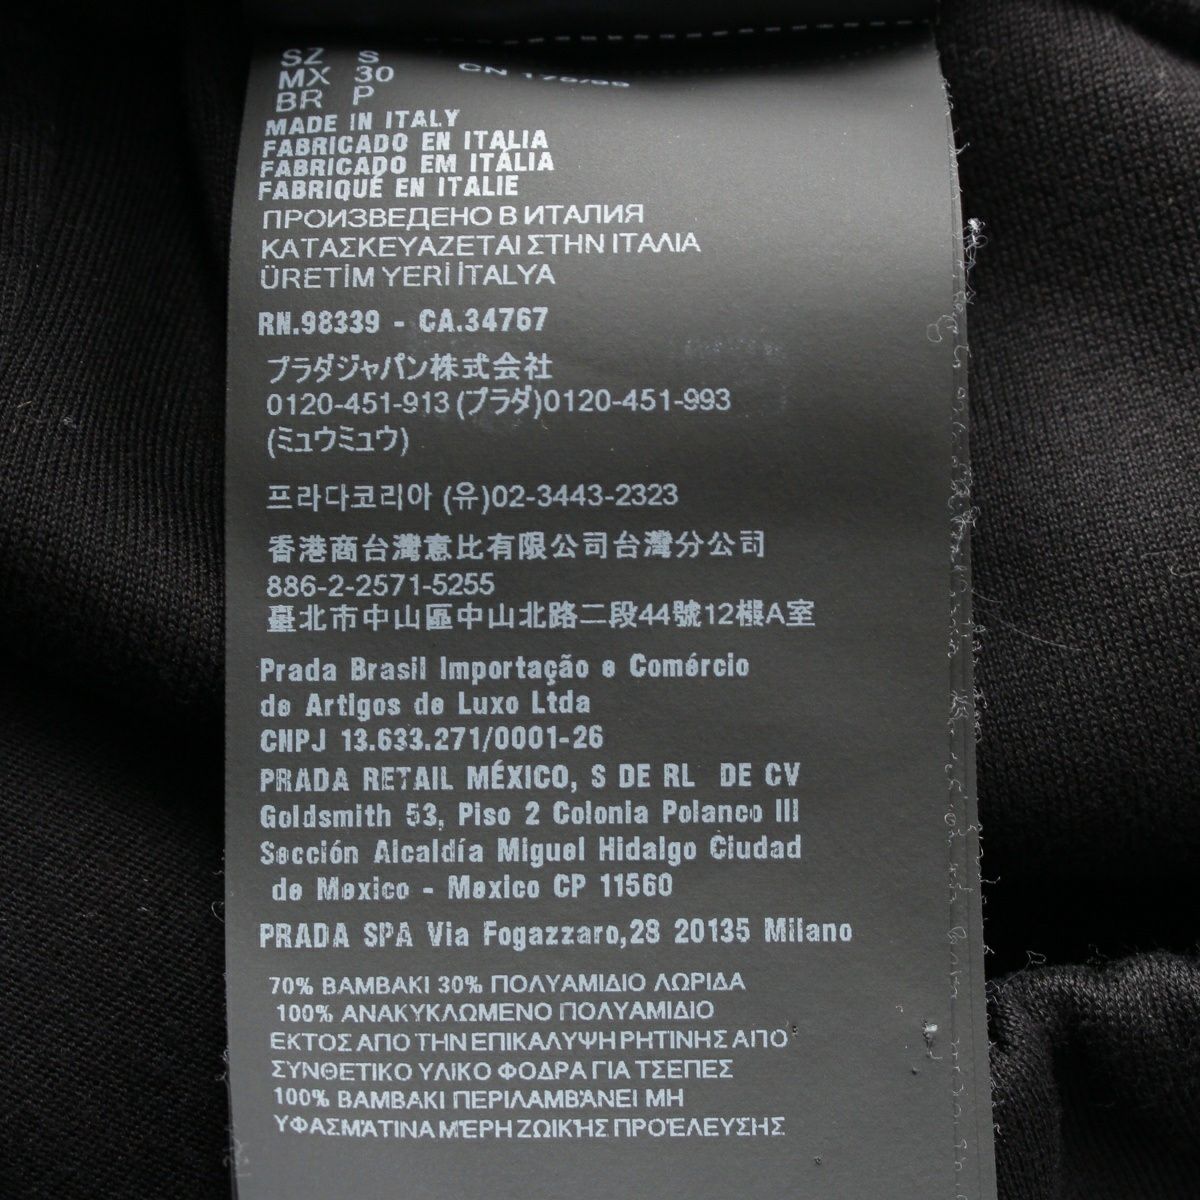 SZ S
MX 30
BR P
MADE IN ITALY
FABRICADO EN ITALIA
FABRICADO EM ITÁLIA
FABRIQUÉ EN ITALIE
ПРОИЗВЕДЕНО В ИТАЛИЯ
ΚΑΤΑΣΚΕΥΑΖΕΤΑΙ ΣΤΗΝ ΙΤΑΛΙΑ
ÜRETİM YERİ İTALYA
RN.98339 - CA.34767
プラダジャパン株式会社
0120-451-913 (プラダ)0120-451-993
(ミュウミュウ)
프라다코리아 (유)02-3443-2323
香港商台灣意比有限公司台灣分公司
886-2-2571-5255
臺北市中山區中山北路二段44號12樓A室
Prada Brasil Importação e Comércio
de Artigos de Luxo Ltda
CNPJ 13.633.271/0001-26
PRADA RETAIL MÉXICO, S DE RL DE CV
Goldsmith 53, Piso 2 Colonia Polanco III
Sección Alcaldía Miguel Hidalgo Ciudad
de Mexico - Mexico CP 11560
PRADA SPA Via Fogazzaro,28 20135 Milano
70% ΒΑΜΒΑΚΙ 30% ΠΟΛΥΑΜΙΔΙΟ ΛΩΡΙΔΑ
100% ΑΝΑΚΥΚΛΩΜΕΝΟ ΠΟΛΥΑΜΙΔΙΟ
ΕΚΤΟΣ ΑΠΟ ΤΗΝ ΕΠΙΚΑΛΥΨΗ ΡΗΤΙΝΗΣ ΑΠΟ
ΣΥΝΘΕΤΙΚΟ ΥΛΙΚΟ ΦΟΔΡΑ ΓΙΑ ΤΣΕΠΕΣ
100% ΒΑΜΒΑΚΙ ΠΕΡΙΛΑΜΒΆΝΕΙ ΜΗ
ΥΦΑΣΜΆΤΙΝΑ ΜΈΡΗ ΖΩΙΚΉΣ ΠΡΟΈΛΕΥΣΗΣ